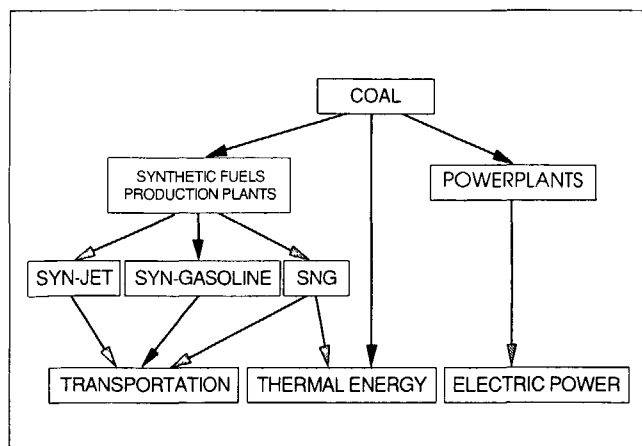 COAL
SYNTHETIC FUELS
PRODUCTION PLANTS
POWERPLANTS
SYN-JET
SYN-GASOLINE
SNG
TRANSPORTATION
THERMAL ENERGY
ELECTRIC POWER